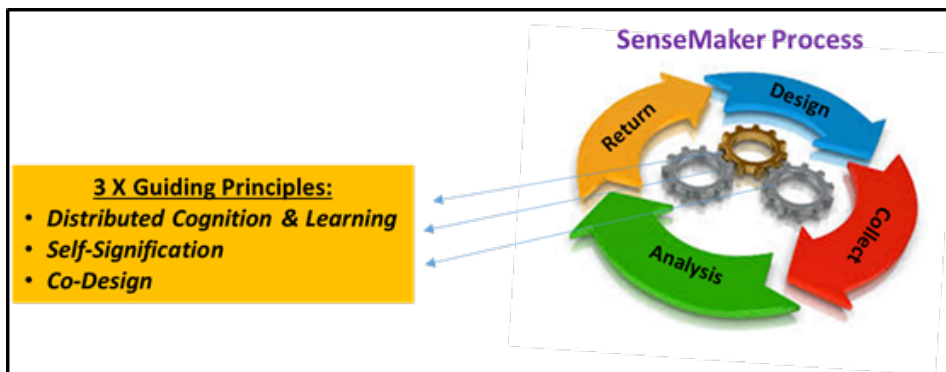 SenseMaker Process
Design
Return
Collect
Analysis
3 X Guiding Principles:
• Distributed Cognition & Learning
• Self-Signification
• Co-Design